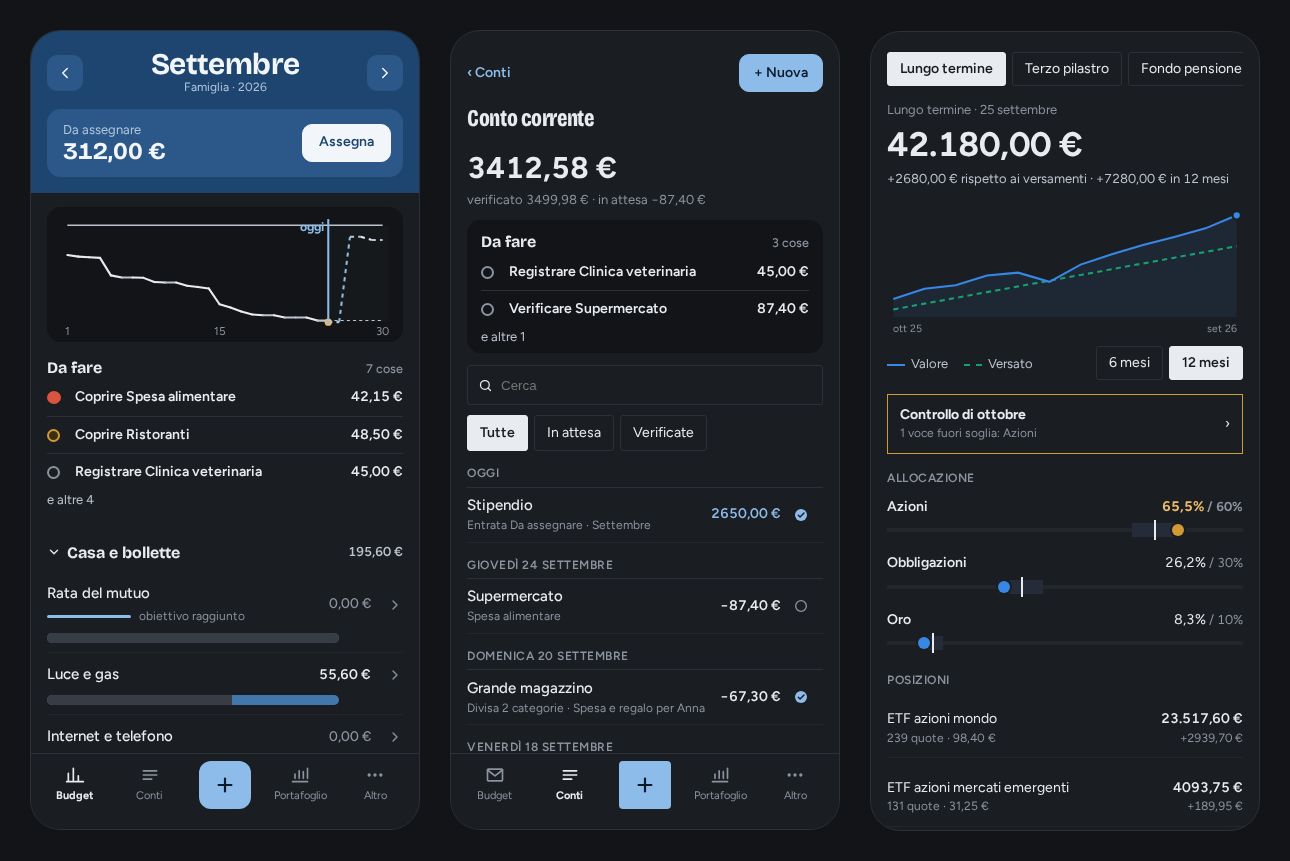 Settembre
Famiglia · 2026
Da assegnare
312,00 €
Assegna
oggi
1 15 30
Da fare 7 cose
Coprire Spesa alimentare 42,15 €
Coprire Ristoranti 48,50 €
Registrare Clinica veterinaria 45,00 €
e altre 4
Casa e bollette 195,60 €
Rata del mutuo 0,00 €
obiettivo raggiunto
Luce e gas 55,60 €
Internet e telefono 0,00 €
Budget Conti + Portafoglio Altro
‹ Conti + Nuova
Conto corrente
3412,58 €
verificato 3499,98 € · in attesa −87,40 €
Da fare 3 cose
Registrare Clinica veterinaria 45,00 €
Verificare Supermercato 87,40 €
e altre 1
Cerca
Tutte In attesa Verificate
OGGI
Stipendio 2650,00 €
Entrata Da assegnare · Settembre
GIOVEDÌ 24 SETTEMBRE
Supermercato −87,40 €
Spesa alimentare
DOMENICA 20 SETTEMBRE
Grande magazzino −67,30 €
Divisa 2 categorie · Spesa e regalo per Anna
VENERDÌ 18 SETTEMBRE
Budget Conti + Portafoglio Altro
Lungo termine Terzo pilastro Fondo pensione
Lungo termine · 25 settembre
42.180,00 €
+2680,00 € rispetto ai versamenti · +7280,00 € in 12 mesi
ott 25 set 26
Valore Versato 6 mesi 12 mesi
Controllo di ottobre
1 voce fuori soglia: Azioni ›
ALLOCAZIONE
Azioni 65,5% / 60%
Obbligazioni 26,2% / 30%
Oro 8,3% / 10%
POSIZIONI
ETF azioni mondo 23.517,60 €
239 quote · 98,40 € +2939,70 €
ETF azioni mercati emergenti 4093,75 €
131 quote · 31,25 € +189,95 €